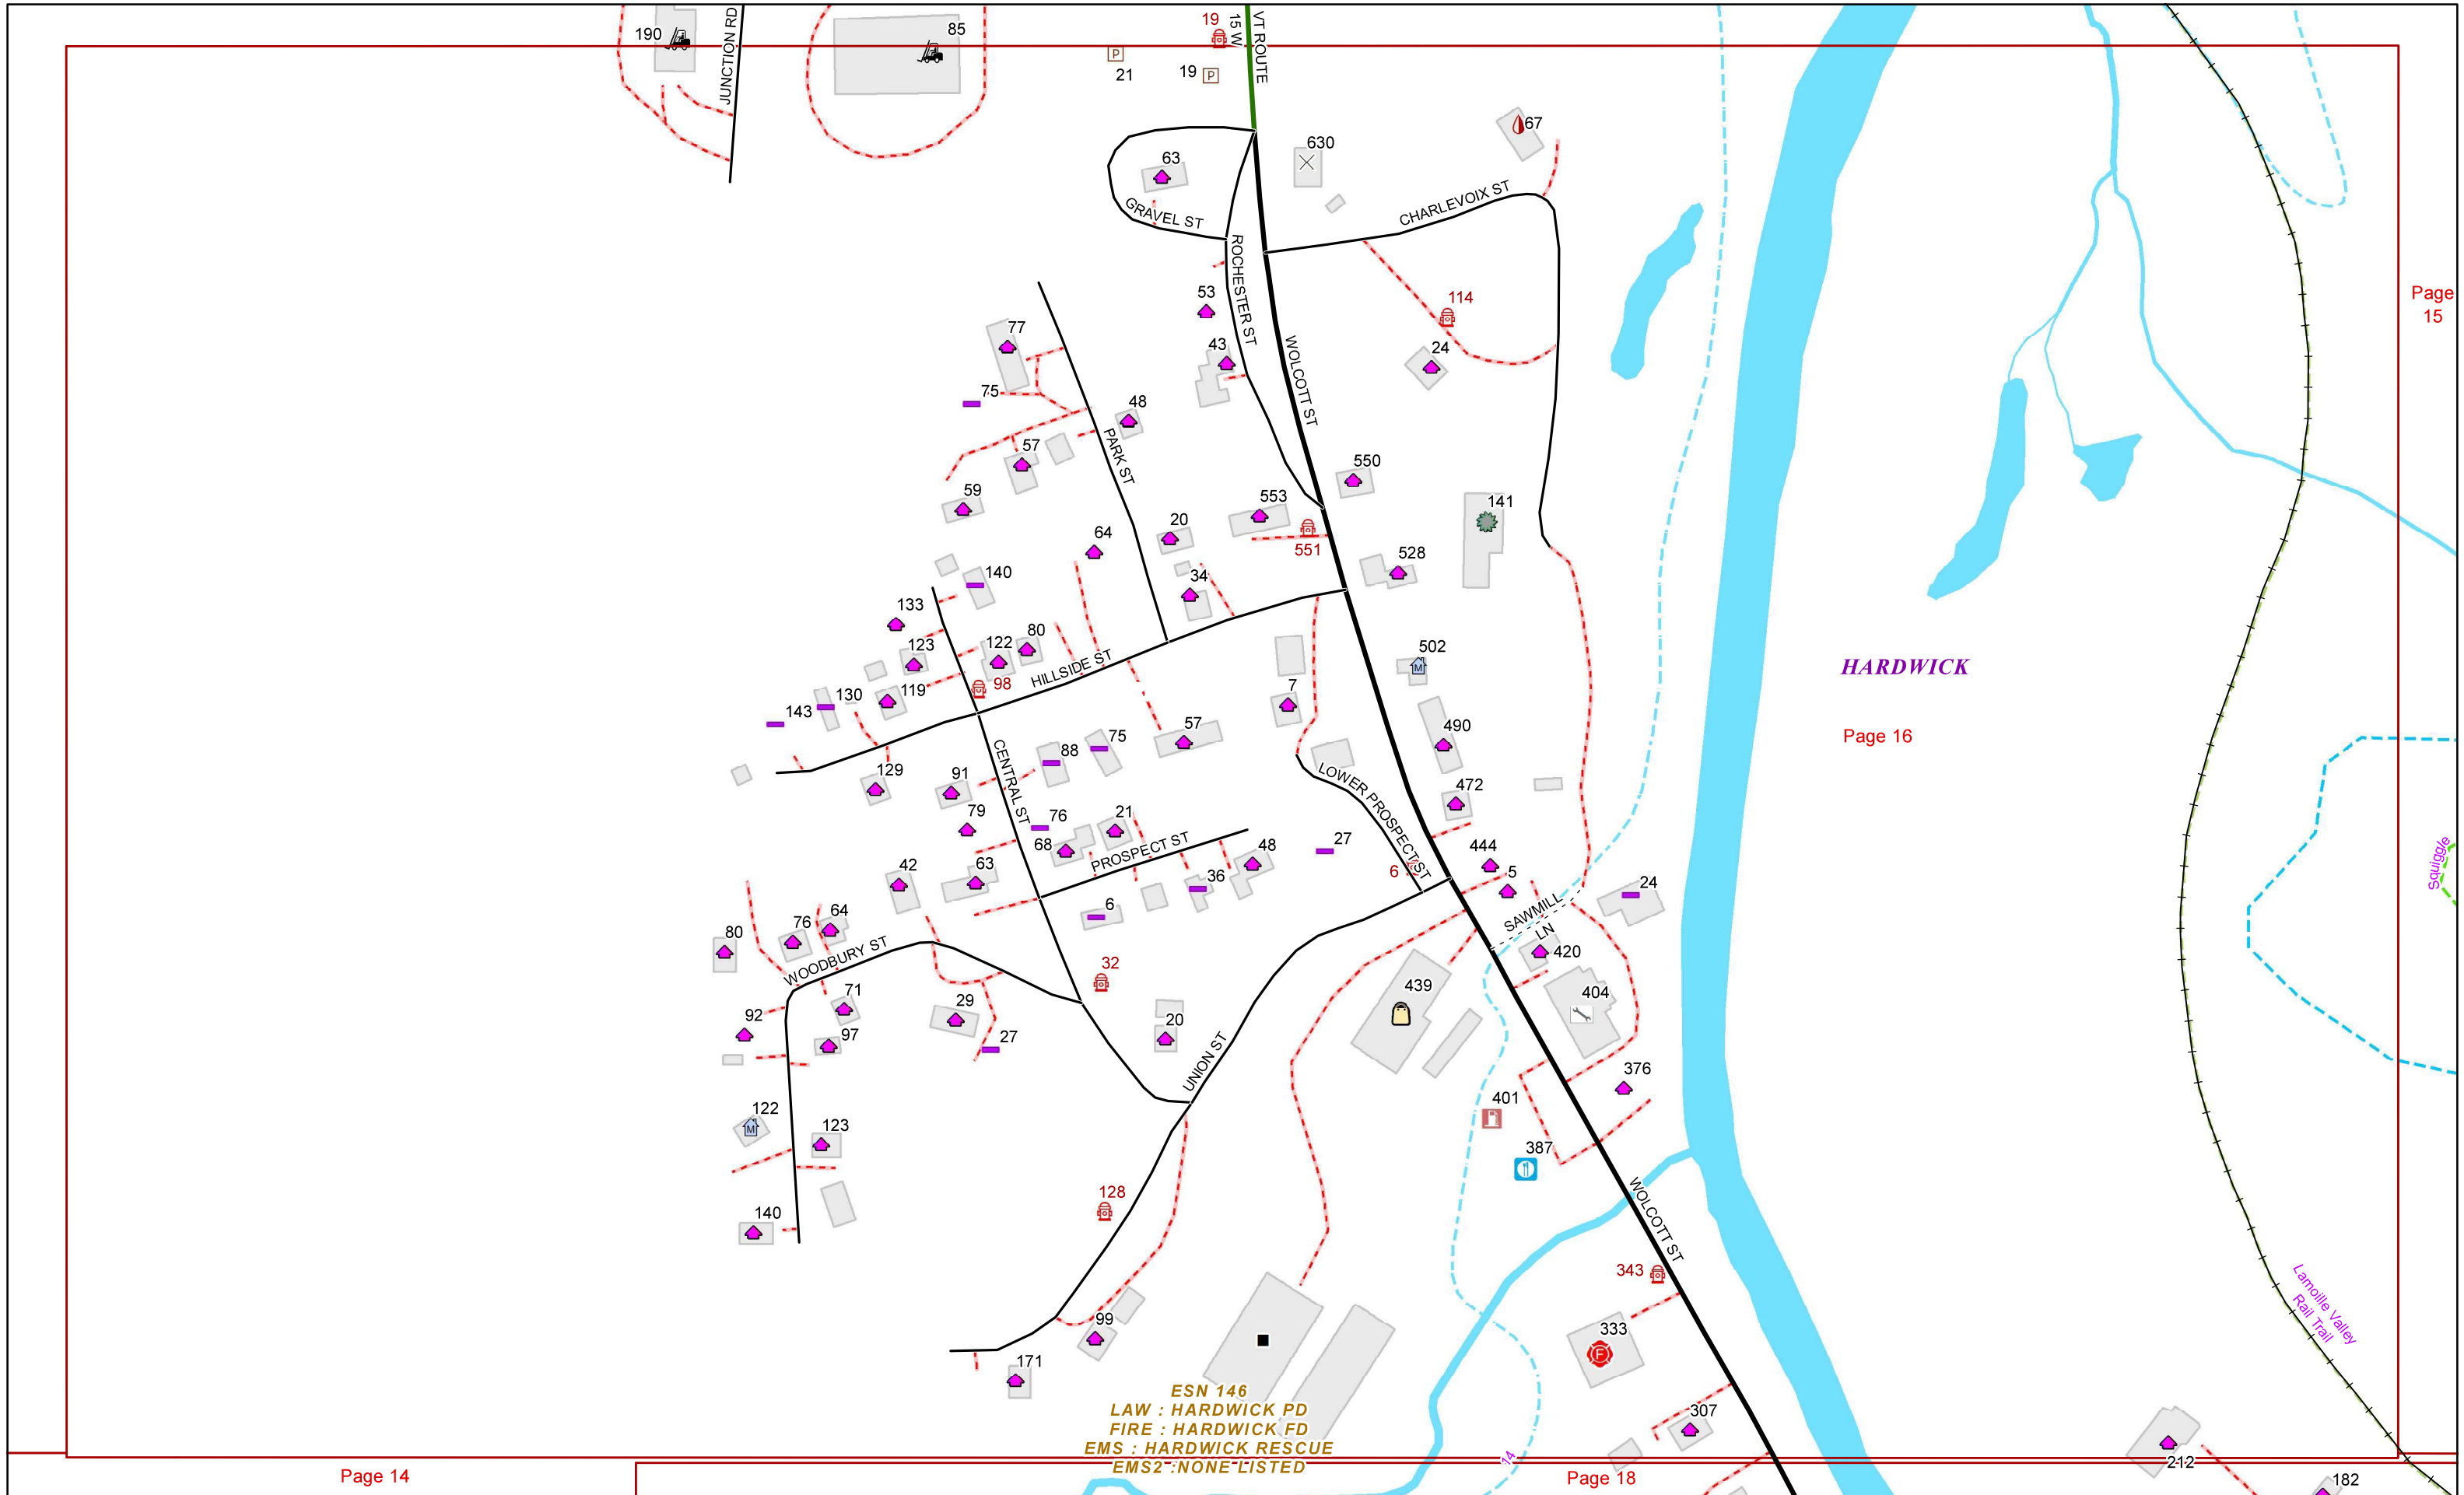 190
JUNCTION RD
85
21
19
19
15 W
VT ROUTE
67
630
63
GRAVEL ST
CHARLEVOIX ST
ROCHESTER ST
53
114
Page
15
77
43
24
WOLCOTT ST
75
48
PARK ST
57
550
59
553
141
20
64
551
528
140
34
133
80
122
123
HILLSIDE ST
98
502
HARDWICK
M
119
130
143
7
57
490
Page 16
75
88
CENTRAL ST
129
91
LOWER PROSPECT ST
472
79
76
21
68
PROSPECT ST
27
48
444
6
5
42
63
36
24
Squiggle
6
SAWMILL
LN
64
76
80
WOODBURY ST
420
32
439
404
71
29
92
97
20
27
UNION ST
376
401
122
M
123
387
128
140
WOLCOTT ST
343
Lamoille Valley
Rail Trail
99
333
F
171
ESN 146
LAW : HARDWICK PD
FIRE : HARDWICK FD
EMS : HARDWICK RESCUE
EMS2 :NONE LISTED
307
14
212
Page 14
Page 18
182
P
P